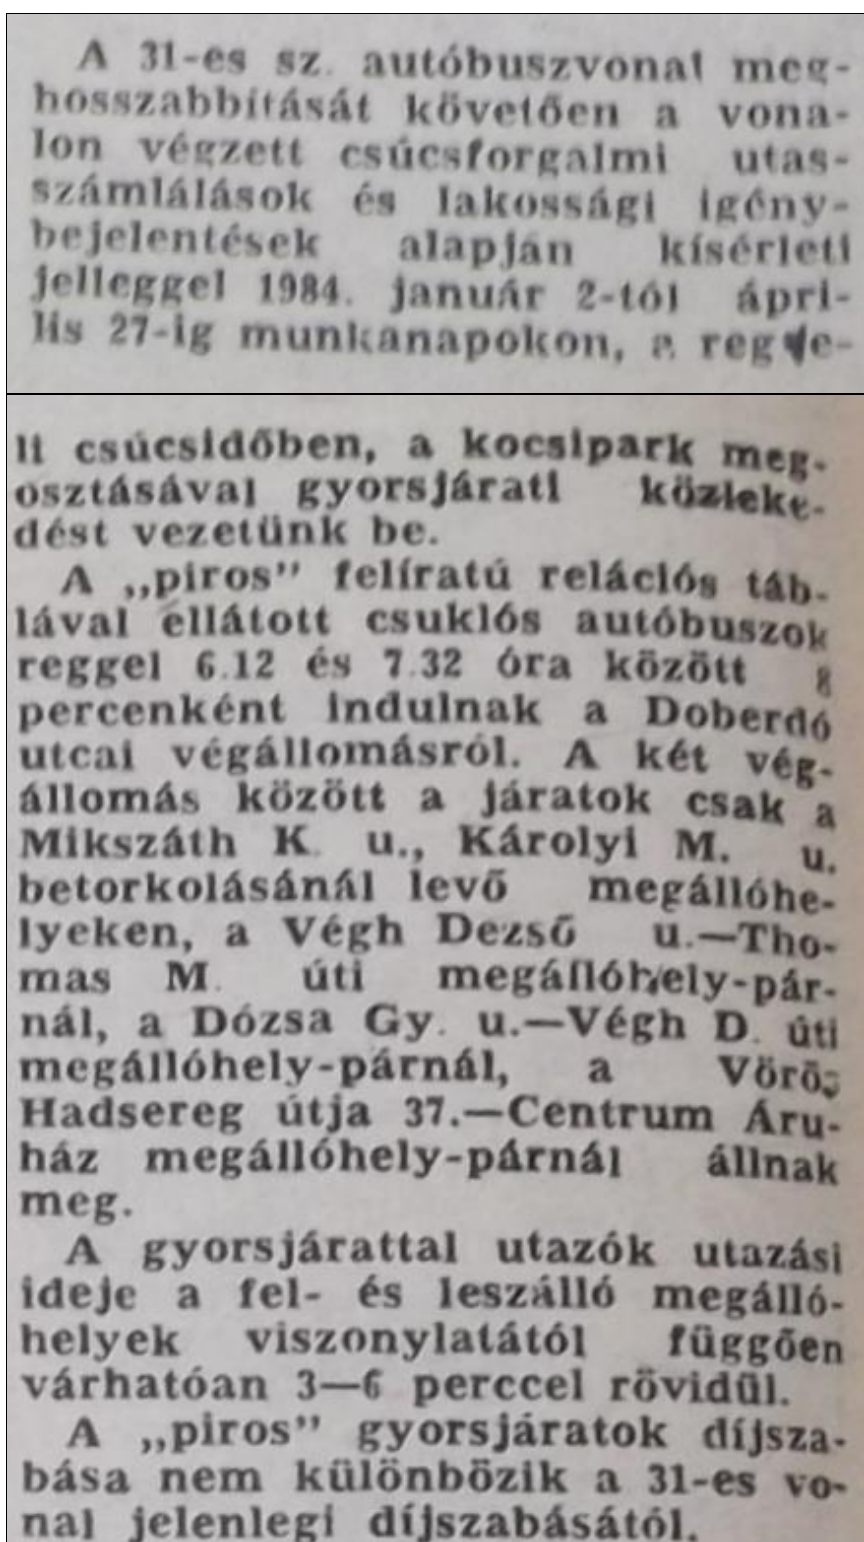 A 31-es sz. autóbuszvonal meg-
hosszabbítását követően a vona-
lon végzett csúcsforgalmi utas-
számlálások és lakossági igény-
bejelentések alapján kísérleti
jelleggel 1984. január 2-tól ápri-
lis 27-ig munkanapokon, a regge-
li csúcsidőben, a kocsipark meg-
osztásával gyorsjárati közleke-
dést vezetünk be.
A „piros” felíratú relációs táb-
lával ellátott csuklós autóbuszok
reggel 6.12 és 7.32 óra között 8
percenként indulnak a Doberdó
utcai végállomásról. A két vég-
állomás között a járatok csak a
Mikszáth K. u., Károlyi M. u.
betorkolásánál levő megállóhe-
lyeken, a Végh Dezső u.—Tho-
mas M. úti megállóhely-pár-
nál, a Dózsa Gy. u.—Végh D. úti
megállóhely-párnál, a Vörös
Hadsereg útja 37.—Centrum Áru-
ház megállóhely-párnál állnak
meg.
A gyorsjárattal utazók utazási
ideje a fel- és leszálló megálló-
helyek viszonylatától függően
várhatóan 3—6 perccel rövidül.
A „piros” gyorsjáratok díjsza-
bása nem különbözik a 31-es vo-
nal jelenlegi díjszabásától.